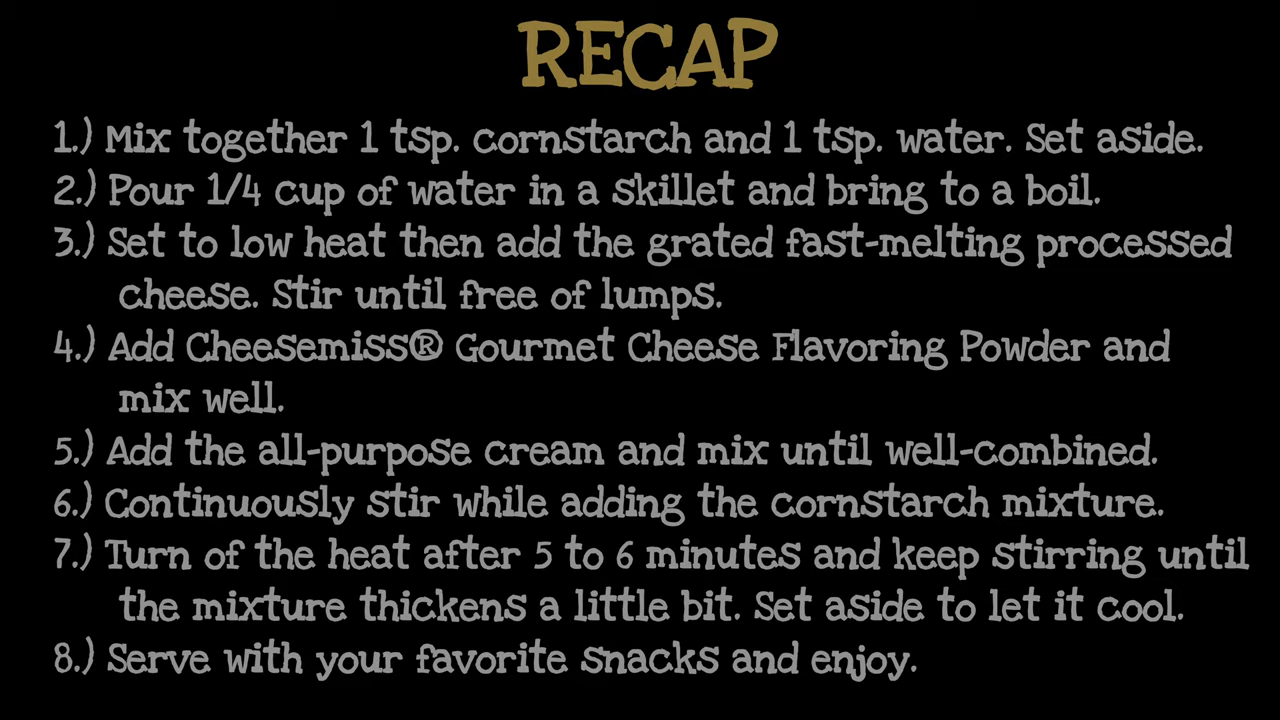 RECAP
1.) Mix together 1 tsp. cornstarch and 1 tsp. water. Set aside.
2.) Pour 1/4 cup of water in a skillet and bring to a boil.
3.) Set to low heat then add the grated fast-melting processed
cheese. Stir until free of lumps.
4.) Add Cheesemiss® Gourmet Cheese Flavoring Powder and
mix well.
5.) Add the all-purpose cream and mix until well-combined.
6.) Continuously stir while adding the cornstarch mixture.
7.) Turn of the heat after 5 to 6 minutes and keep stirring until
the mixture thickens a little bit. Set aside to let it cool.
8.) Serve with your favorite snacks and enjoy.